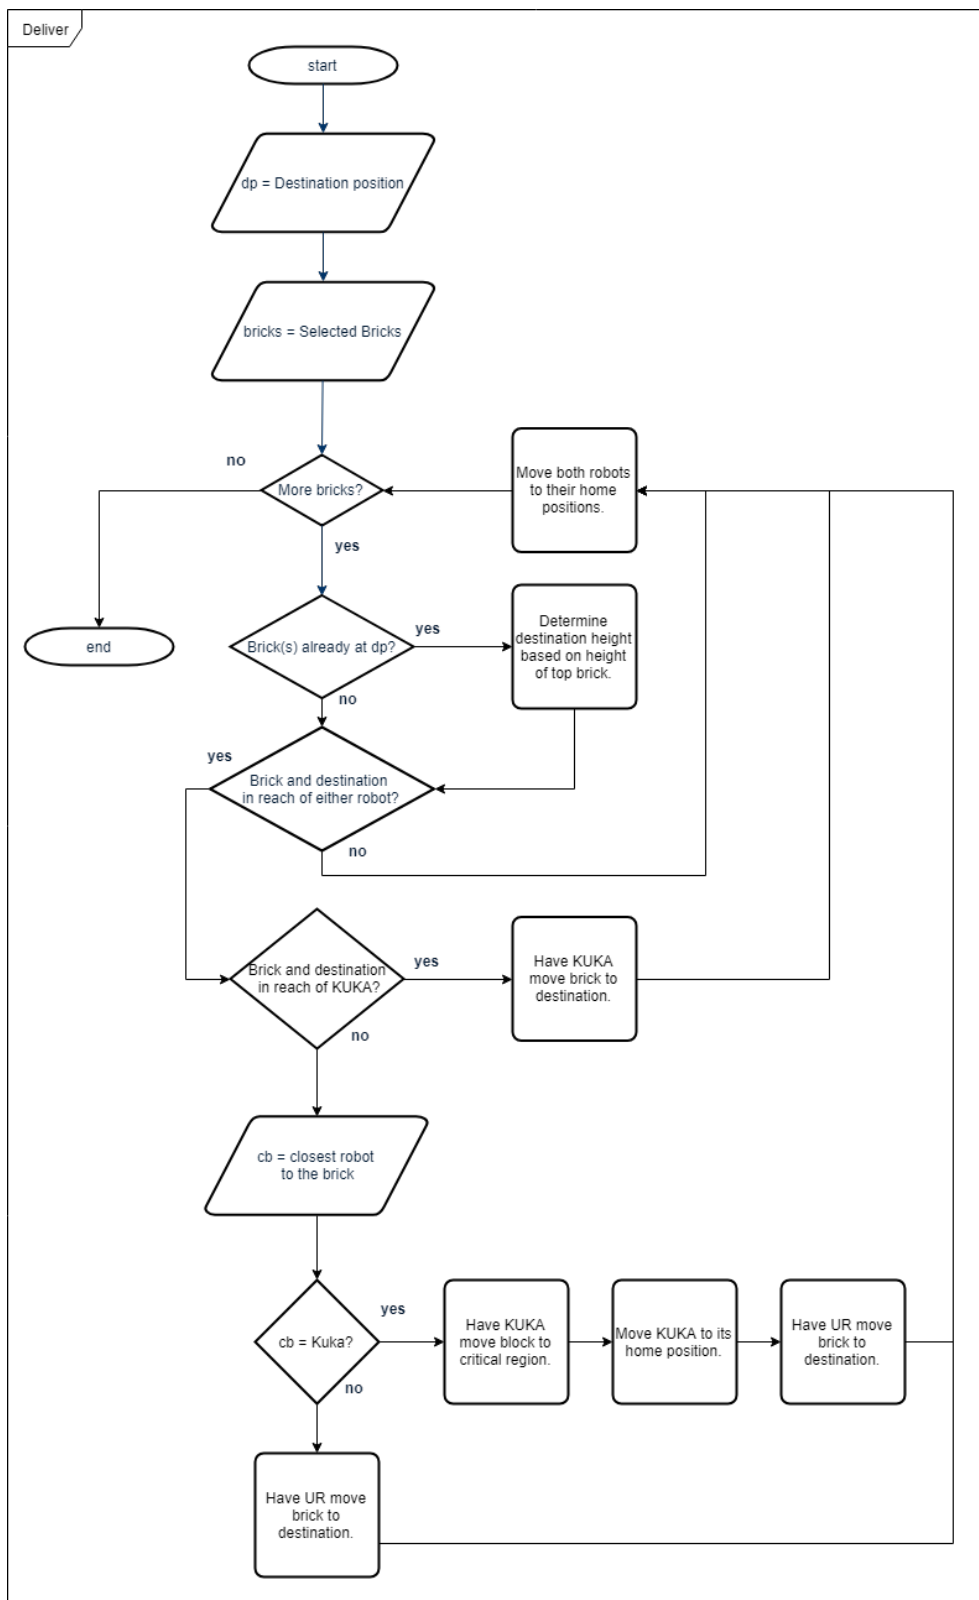 Deliver
start
dp = Destination position
bricks = Selected Bricks
no
More bricks?
Move both robots
to their home
positions.
yes
end
Brick(s) already at dp?
yes
Determine
destination height
based on height
of top brick.
no
yes
Brick and destination
in reach of either robot?
no
Brick and destination
in reach of KUKA?
yes
Have KUKA
move brick to
destination.
no
cb = closest robot
to the brick
cb = Kuka?
yes
Have KUKA
move block to
critical region.
Move KUKA to its
home position.
Have UR move
brick to
destination.
no
Have UR move
brick to
destination.